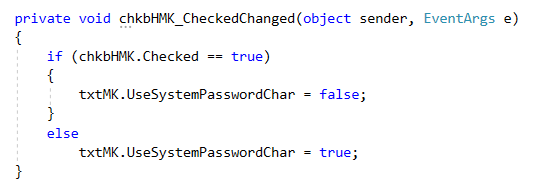 private void chkbHMK_CheckedChanged(object sender, EventArgs e)
{
    if (chkbHMK.Checked == true)
    {
        txtMK.UseSystemPasswordChar = false;
    }
    else
        txtMK.UseSystemPasswordChar = true;
}